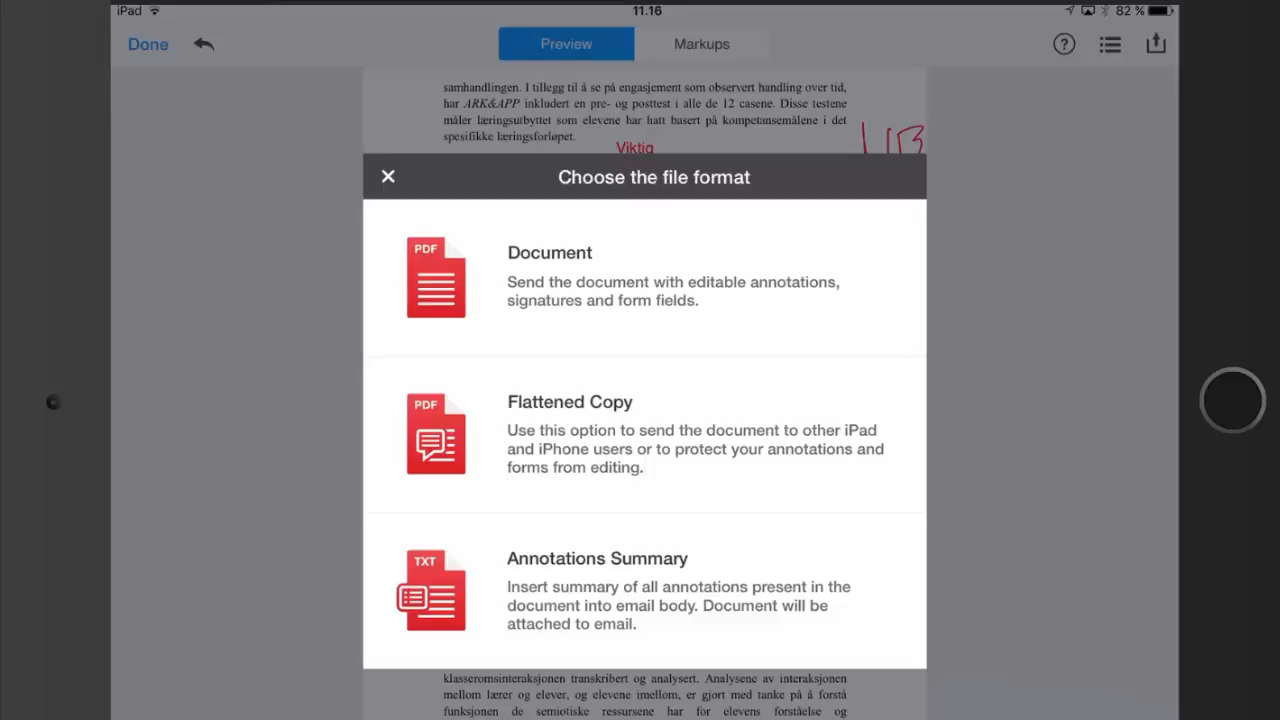 iPad 11.16 82 %
Done Preview Markups ?
samhandlingen. I tillegg til å se på engasjement som observert handling over tid,
har ARK&APP inkludert en pre- og posttest i alle de 12 casene. Disse testene
måler læringsutbyttet som elevene har hatt basert på kompetansemålene i det
spesifikke læringsforløpet.
Viktig
Choose the file format
PDF
Document
Send the document with editable annotations,
signatures and form fields.
PDF
Flattened Copy
Use this option to send the document to other iPad
and iPhone users or to protect your annotations and
forms from editing.
TXT
Annotations Summary
Insert summary of all annotations present in the
document into email body. Document will be
attached to email.
klasseromsinteraksjonen transkribert og analysert. Analysene av interaksjonen
mellom lærer og elever, og elevene imellom, er gjort med tanke på å forstå
funksjonen de semiotiske ressursene har for elevens forståelse og